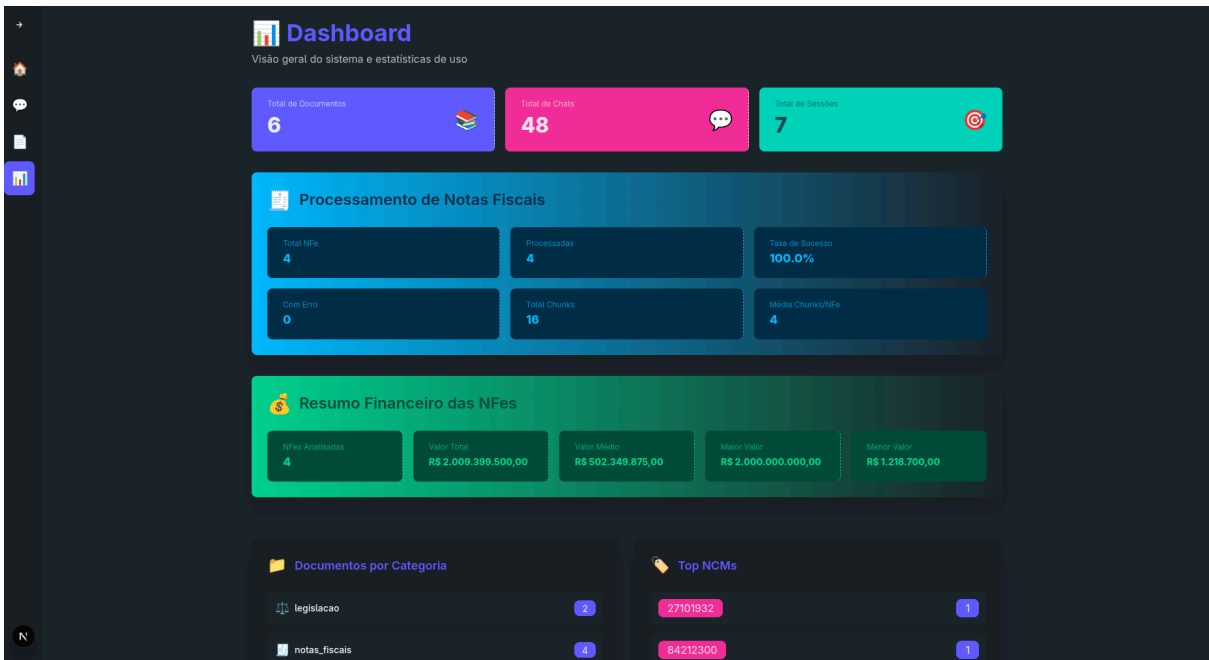 Dashboard
Visão geral do sistema e estatísticas de uso
Total de Documentos
6
Total de Chats
48
Total de Sessões
7
Processamento de Notas Fiscais
Total NFe
4
Processadas
4
Taxa de Sucesso
100.0%
Com Erro
0
Total Chunks
16
Média Chunks/NFe
4
Resumo Financeiro das NFes
NFes Analisadas
4
Valor Total
R$ 2.009.399.500,00
Valor Médio
R$ 502.349.875,00
Maior Valor
R$ 2.000.000.000,00
Menor Valor
R$ 1.218.700,00
Documentos por Categoria
legislacao
2
notas_fiscais
4
Top NCMs
27101932
1
84212300
1
N